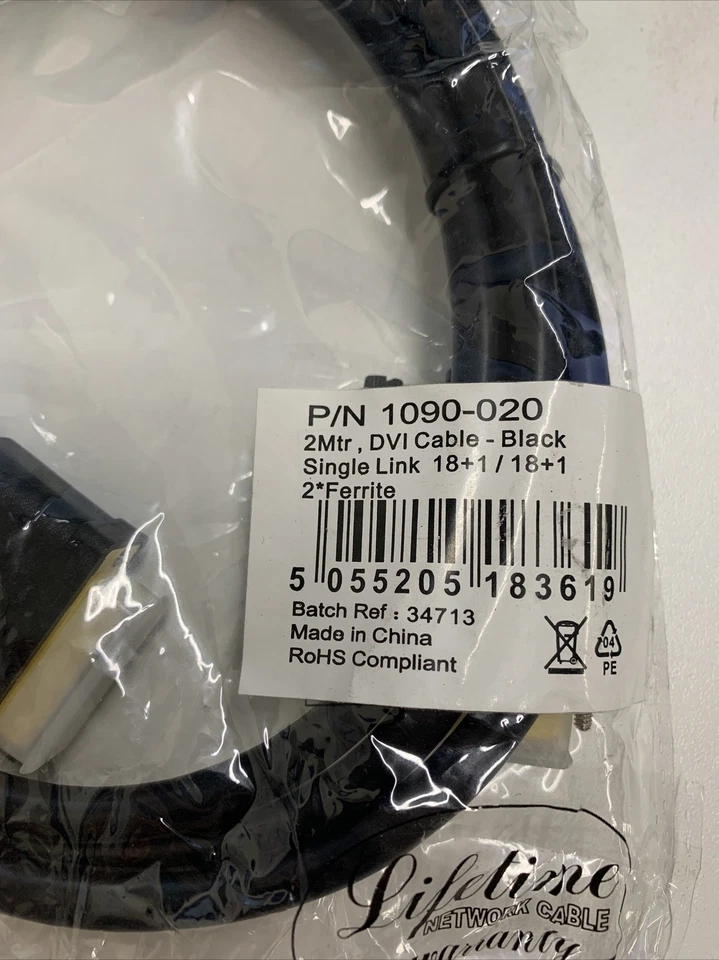 P/N 1090-020
2Mtr , DVI Cable - Black
Single Link 18+1 / 18+1
2*Ferrite
5 055205 183619
Batch Ref : 34713
Made in China
RoHS Compliant
04
PE
Lifetime
NETWORK CABLE
warranty